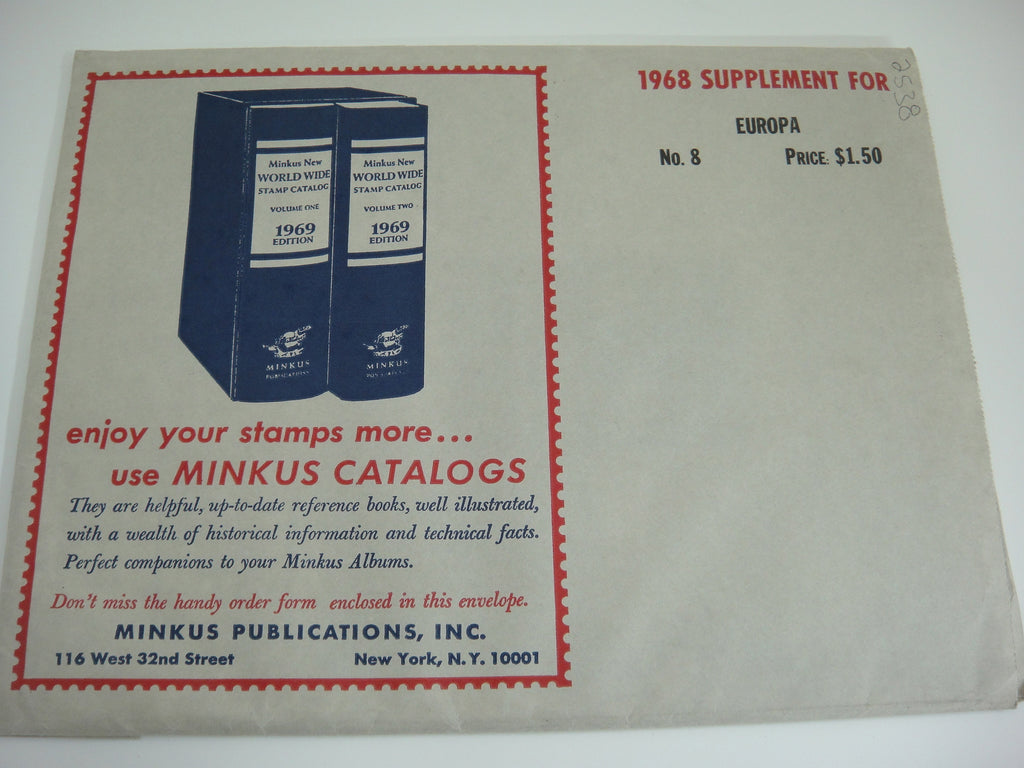 1968 SUPPLEMENT FOR
EUROPA
No. 8 PRICE: $1.50
2538
Minkus New
WORLD WIDE
STAMP CATALOG
VOLUME ONE
1969
EDITION
MINKUS
PUBLICATIONS
Minkus New
WORLD WIDE
STAMP CATALOG
VOLUME TWO
1969
EDITION
MINKUS
enjoy your stamps more...
use MINKUS CATALOGS
They are helpful, up-to-date reference books, well illustrated,
with a wealth of historical information and technical facts.
Perfect companions to your Minkus Albums.
Don't miss the handy order form enclosed in this envelope.
MINKUS PUBLICATIONS, INC.
116 West 32nd Street New York, N.Y. 10001